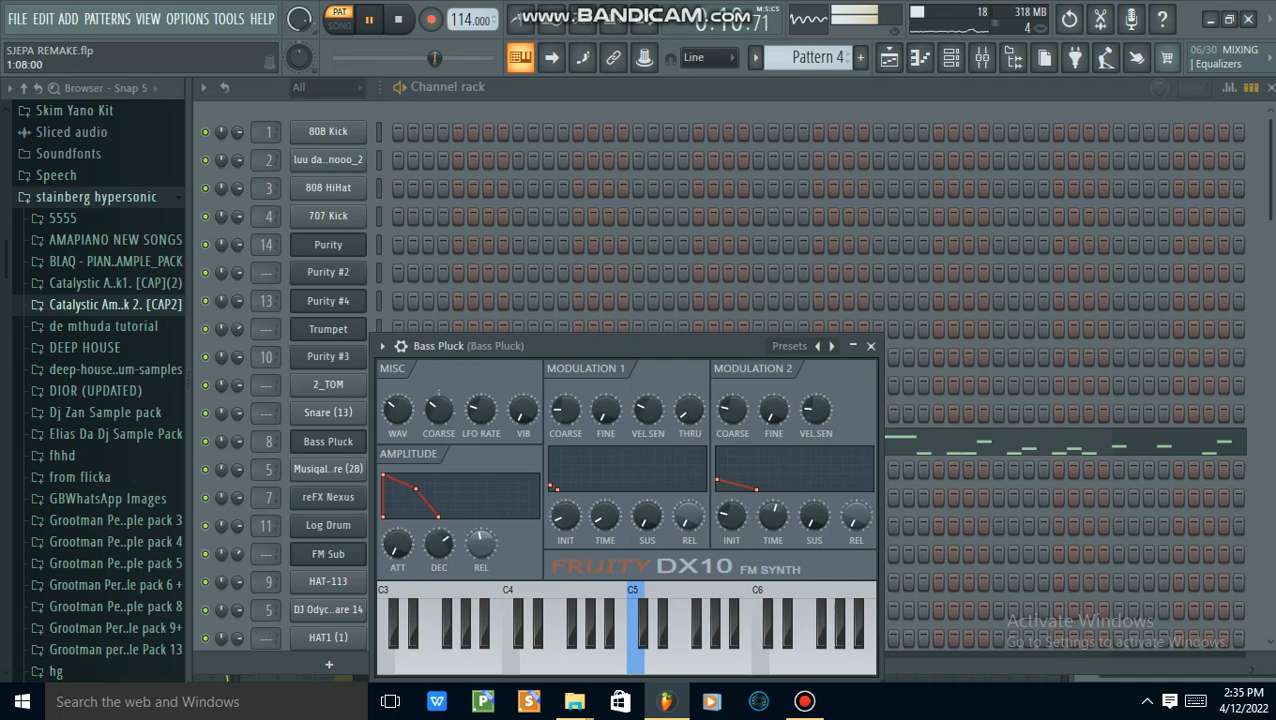 FILE EDIT ADD PATTERNS VIEW OPTIONS TOOLS HELP
PAT
SONG
114.000
www.BANDICAM.com
0:10:71
M:S:CS
18
318 MB
4
SJEPA REMAKE.flp
1:08:00
Line
Pattern 4
06/30 MIXING
| Equalizers
Browser - Snap 5
All
Channel rack
Skim Yano Kit
Sliced audio
Soundfonts
Speech
stainberg hypersonic
5555
AMAPIANO NEW SONGS
BLAQ - PIAN..AMPLE_PACK
Catalystic A..k1. [CAP](2)
Catalystic Am..k 2. [CAP2]
de mthuda tutorial
DEEP HOUSE
deep-house..um-samples
DIOR (UPDATED)
Dj Zan Sample pack
Elias Da Dj Sample Pack
fhhd
from flicka
GBWhatsApp Images
Grootman Pe..ple pack 3
Grootman Pe..ple pack 4
Grootman Pe..ple pack 5
Grootman Per..le pack 6 +
Grootman Pe..ple pack 8
Grootman Per..le pack 9+
Grootman per..le Pack 13
hg
1 808 Kick
2 luu da..nooo_2
3 808 HiHat
4 707 Kick
14 Purity
--- Purity #2
13 Purity #4
--- Trumpet
10 Purity #3
--- 2_TOM
--- Snare (13)
8 Bass Pluck
5 Musiqal..re (28)
7 reFX Nexus
11 Log Drum
--- FM Sub
9 HAT-113
5 DJ Odyc..are 14
--- HAT1 (1)
+
Bass Pluck (Bass Pluck)
Presets
MISC
MODULATION 1
MODULATION 2
WAV COARSE LFO RATE VIB
COARSE FINE VEL.SEN THRU
COARSE FINE VEL.SEN
AMPLITUDE
ATT DEC REL
INIT TIME SUS REL
INIT TIME SUS REL
FRUITY DX10 FM SYNTH
C3 C4 C5 C6
Activate Windows
Go to Settings to activate Windows.
Search the web and Windows
2:35 PM
4/12/2022